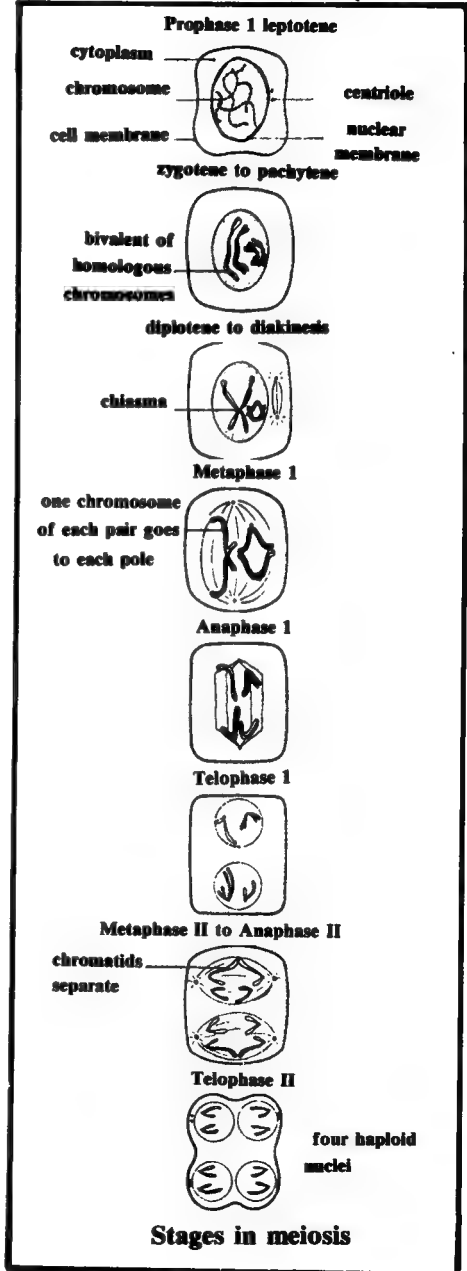 Prophase 1 leptotene
cytoplasm
chromosome
centriole
cell membrane
nuclear
membrane
zygotene to pachytene
bivalent of
homologous
chromosomes
diplotene to diakinesis
chiasma
Metaphase 1
one chromosome
of each pair goes
to each pole
Anaphase 1
Telophase 1
Metaphase II to Anaphase II
chromatids
separate
Telophase II
four haploid
nuclei
Stages in meiosis